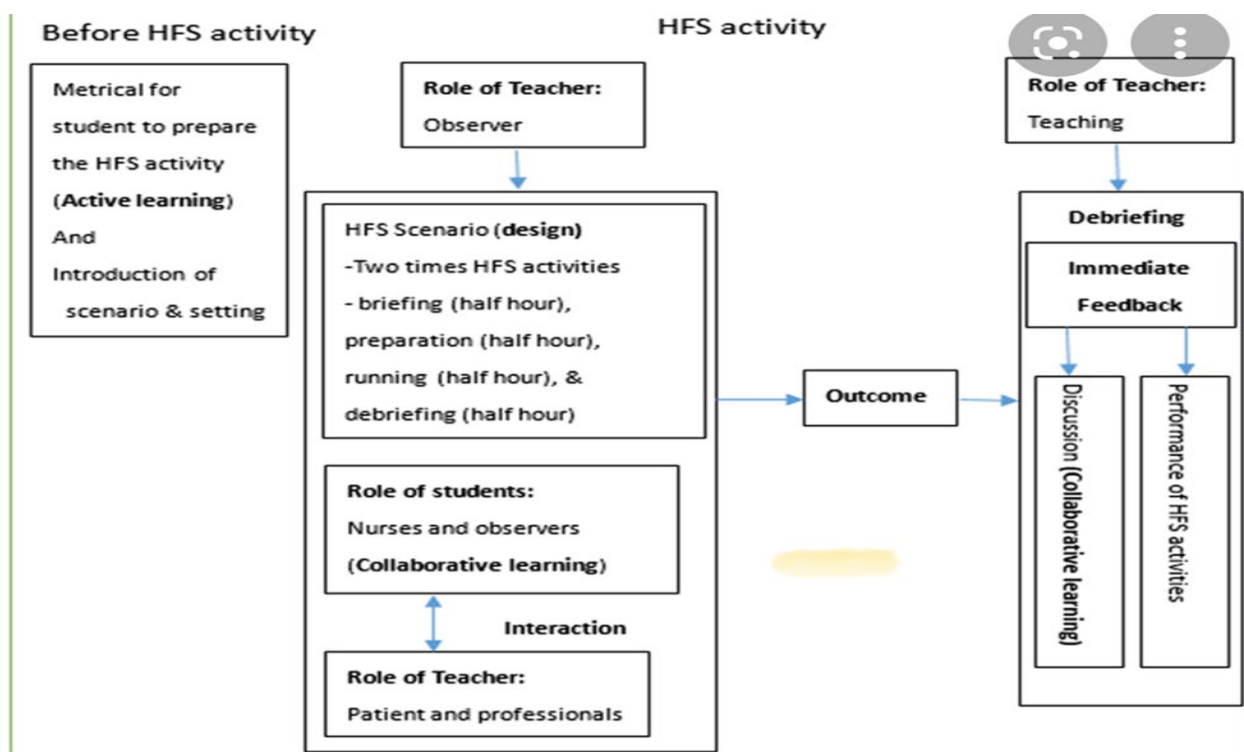 Before HFS activity
HFS activity
Metrical for
student to prepare
the HFS activity
(Active learning)
And
Introduction of
scenario & setting
Role of Teacher:
Observer
HFS Scenario (design)
-Two times HFS activities
- briefing (half hour),
preparation (half hour),
running (half hour), &
debriefing (half hour)
Role of students:
Nurses and observers
(Collaborative learning)
Interaction
Role of Teacher:
Patient and professionals
Outcome
Role of Teacher:
Teaching
Debriefing
Immediate
Feedback
Discussion (Collaborative learning)
Performance of HFS activities